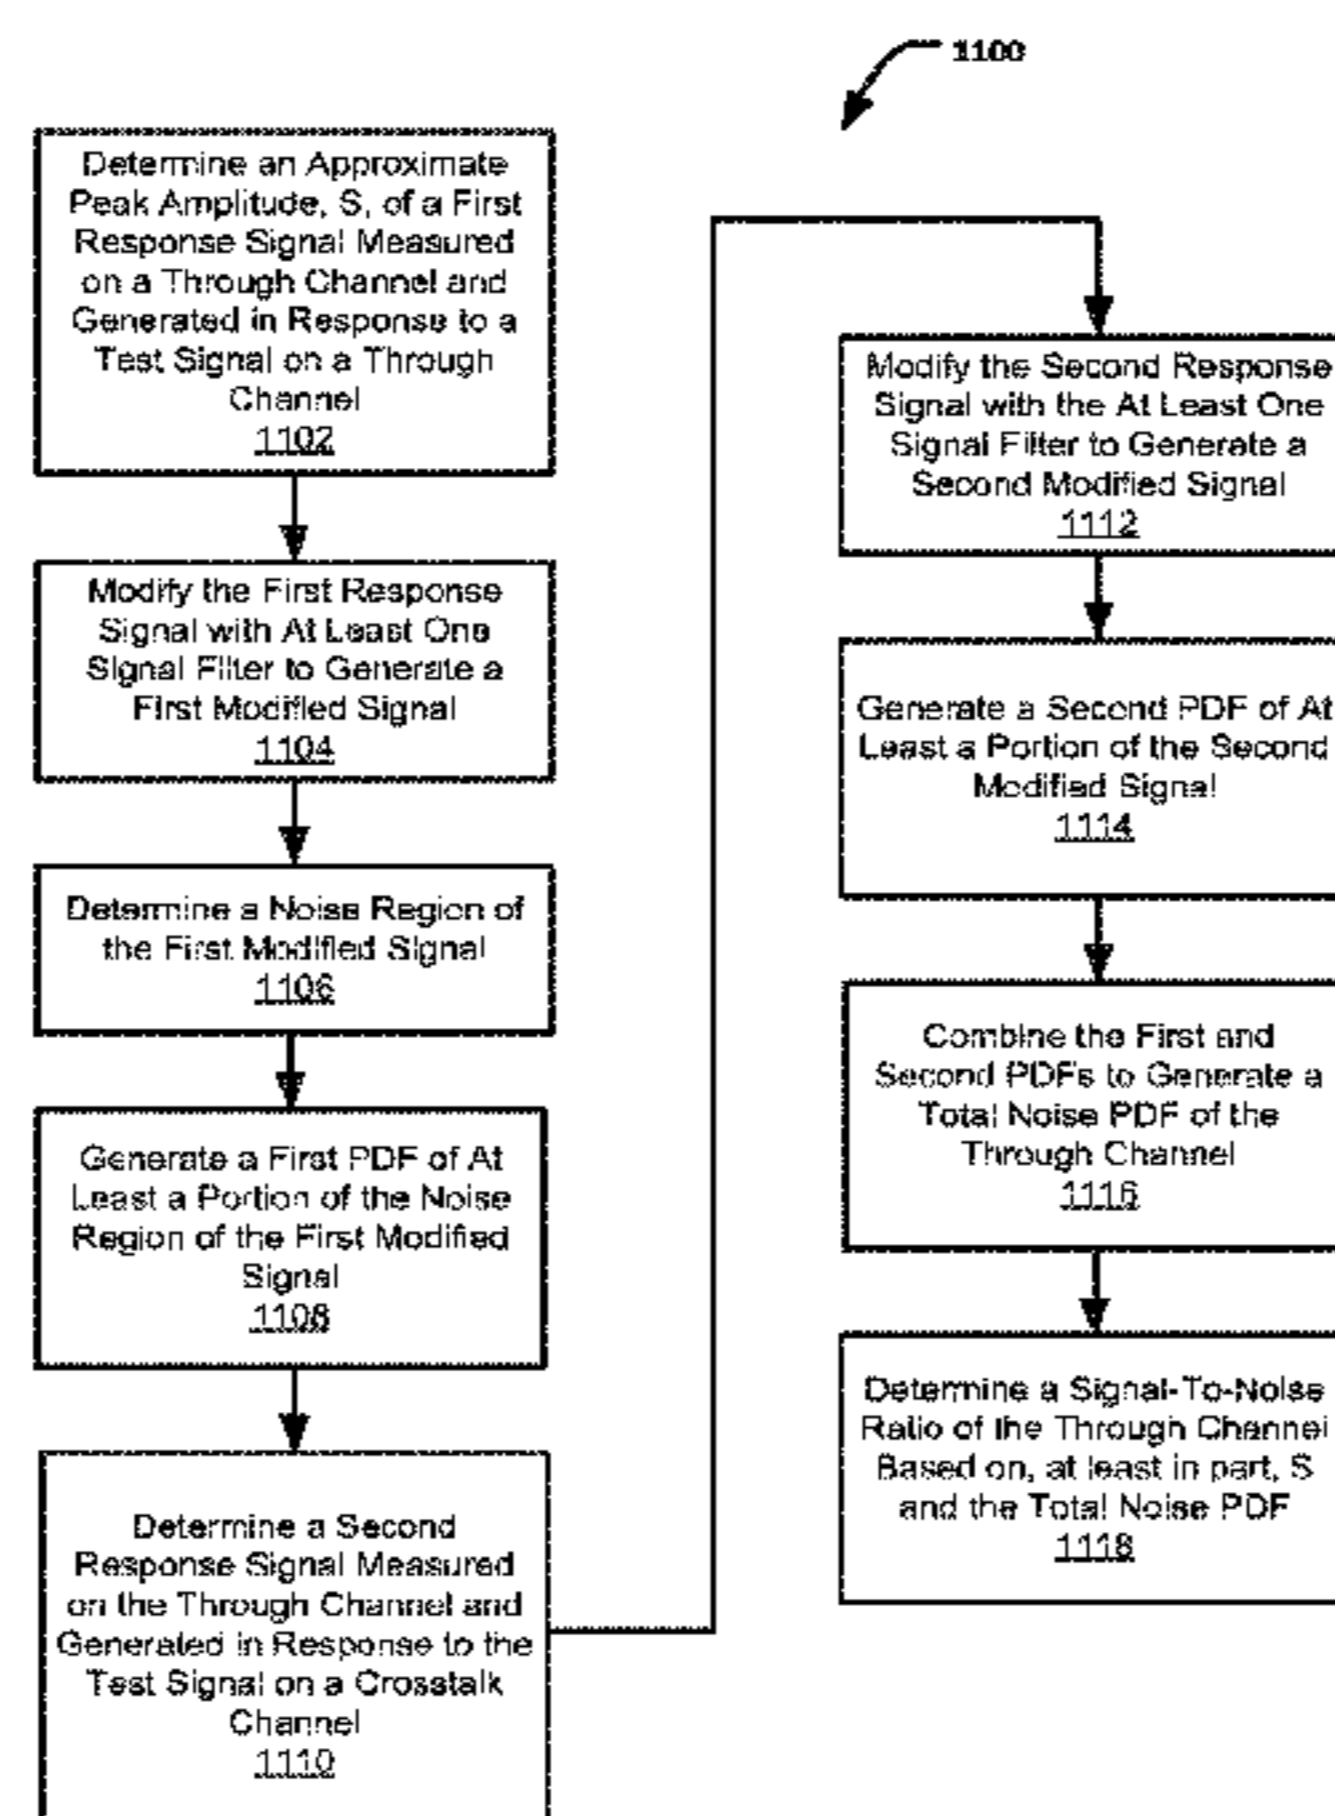 1100
Determine an Approximate
Peak Amplitude, S, of a First
Response Signal Measured
on a Through Channel and
Generated in Response to a
Test Signal on a Through
Channel
1102
Modify the First Response
Signal with At Least One
Signal Filter to Generate a
First Modified Signal
1104
Determine a Noise Region of
the First Modified Signal
1106
Generate a First PDF of At
Least a Portion of the Noise
Region of the First Modified
Signal
1108
Determine a Second
Response Signal Measured
on the Through Channel and
Generated in Response to the
Test Signal on a Crosstalk
Channel
1110
Modify the Second Response
Signal with the At Least One
Signal Filter to Generate a
Second Modified Signal
1112
Generate a Second PDF of At
Least a Portion of the Second
Modified Signal
1114
Combine the First and
Second PDFs to Generate a
Total Noise PDF of the
Through Channel
1116
Determine a Signal-To-Noise
Ratio of the Through Channel
Based on, at least in part, S
and the Total Noise PDF
1118